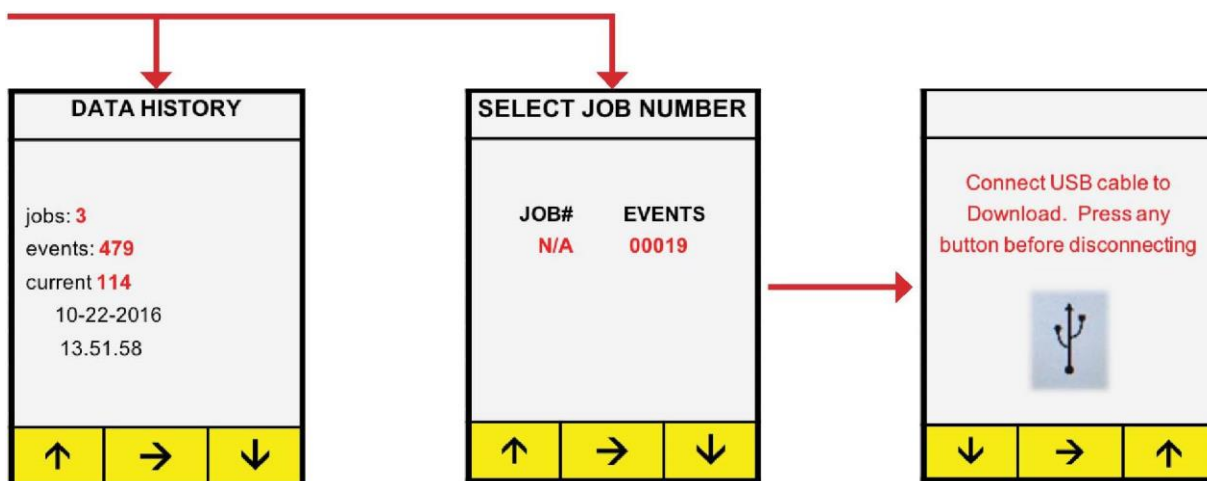 DATA HISTORY
jobs: 3
events: 479
current 114
10-22-2016
13.51.58
↑ → ↓
SELECT JOB NUMBER
JOB# EVENTS
N/A 00019
↑ → ↓
Connect USB cable to
Download. Press any
button before disconnecting
↓ → ↑